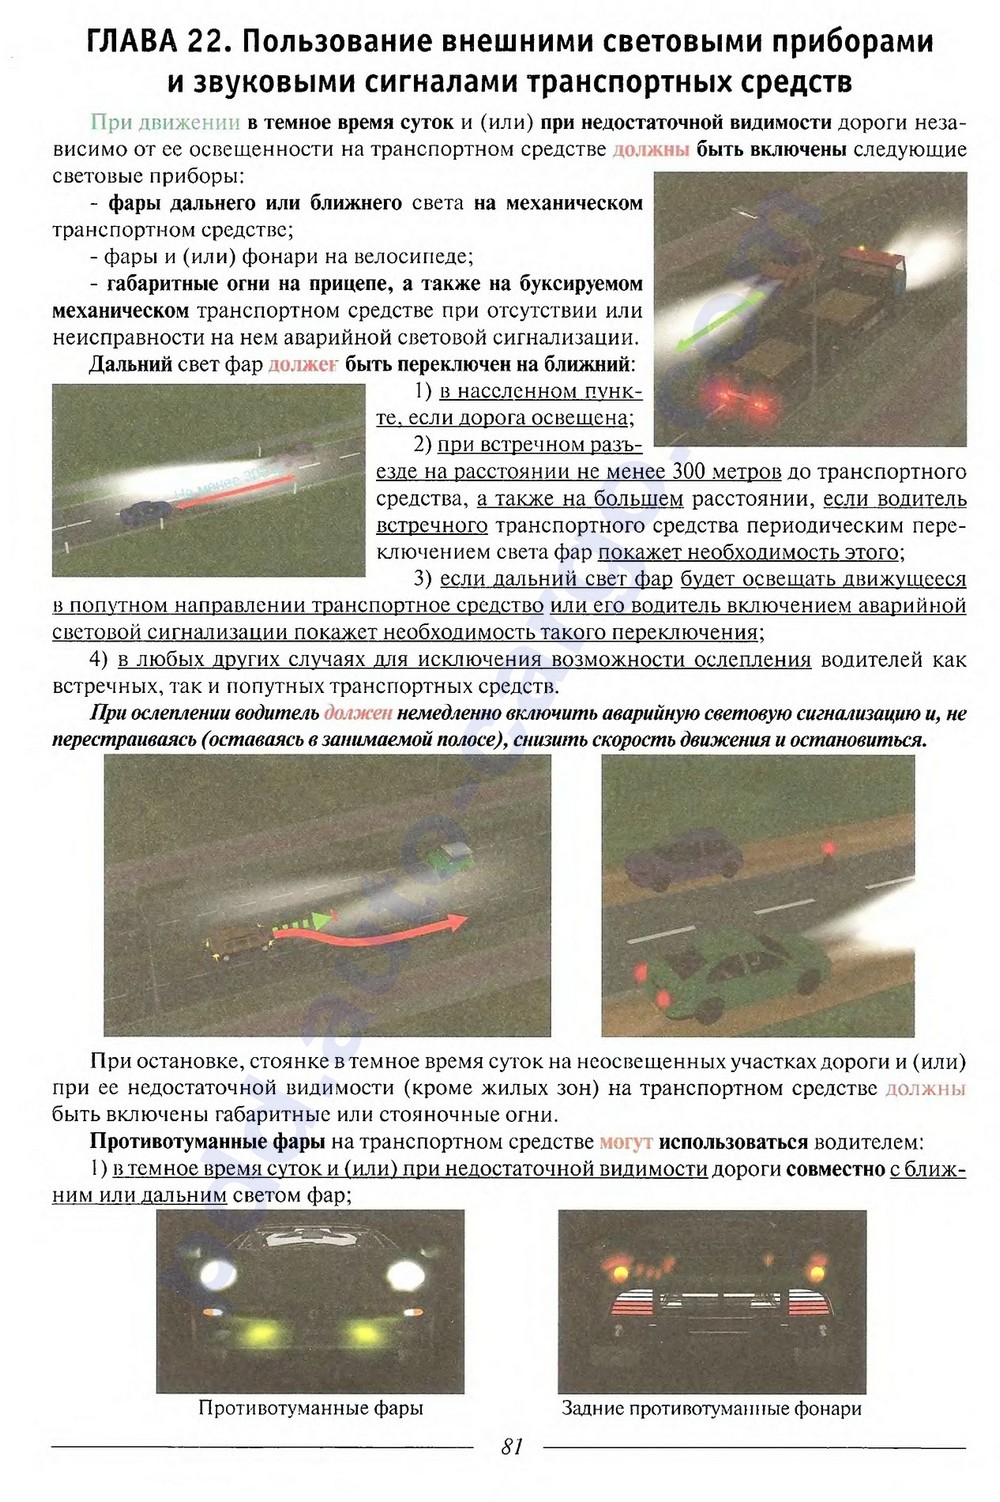 ГЛАВА 22. Пользование внешними световыми приборами
и звуковыми сигналами транспортных средств
При движении в темное время суток и (или) при недостаточной видимости дороги неза-
висимо от ее освещенности на транспортном средстве должны быть включены следующие
световые приборы:
- фары дальнего или ближнего света на механическом
транспортном средстве;
- фары и (или) фонари на велосипеде;
- габаритные огни на прицепе, а также на буксируемом
механическом транспортном средстве при отсутствии или
неисправности на нем аварийной световой сигнализации.
Дальний свет фар должен быть переключен на ближний:
1) в населенном пунк-
те, если дорога освещена;
2) при встречном разъ-
езде на расстоянии не менее 300 метров до транспортного
средства, а также на большем расстоянии, если водитель
встречного транспортного средства периодическим пере-
ключением света фар покажет необходимость этого;
Не менее 300
3) если дальний свет фар будет освещать движущееся
в попутном направлении транспортное средство или его водитель включением аварийной
световой сигнализации покажет необходимость такого переключения;
4) в любых других случаях для исключения возможности ослепления водителей как
встречных, так и попутных транспортных средств.
При ослеплении водитель должен немедленно включить аварийную световую сигнализацию и, не
перестраиваясь (оставаясь в занимаемой полосе), снизить скорость движения и остановиться.
При остановке, стоянке в темное время суток на неосвещенных участках дороги и (или)
при ее недостаточной видимости (кроме жилых зон) на транспортном средстве должны
быть включены габаритные или стояночные огни.
Противотуманные фары на транспортном средстве могут использоваться водителем:
1) в темное время суток и (или) при недостаточной видимости дороги совместно с ближ-
ним или дальним светом фар;
Противотуманные фары
Задние противотуманные фонари
81